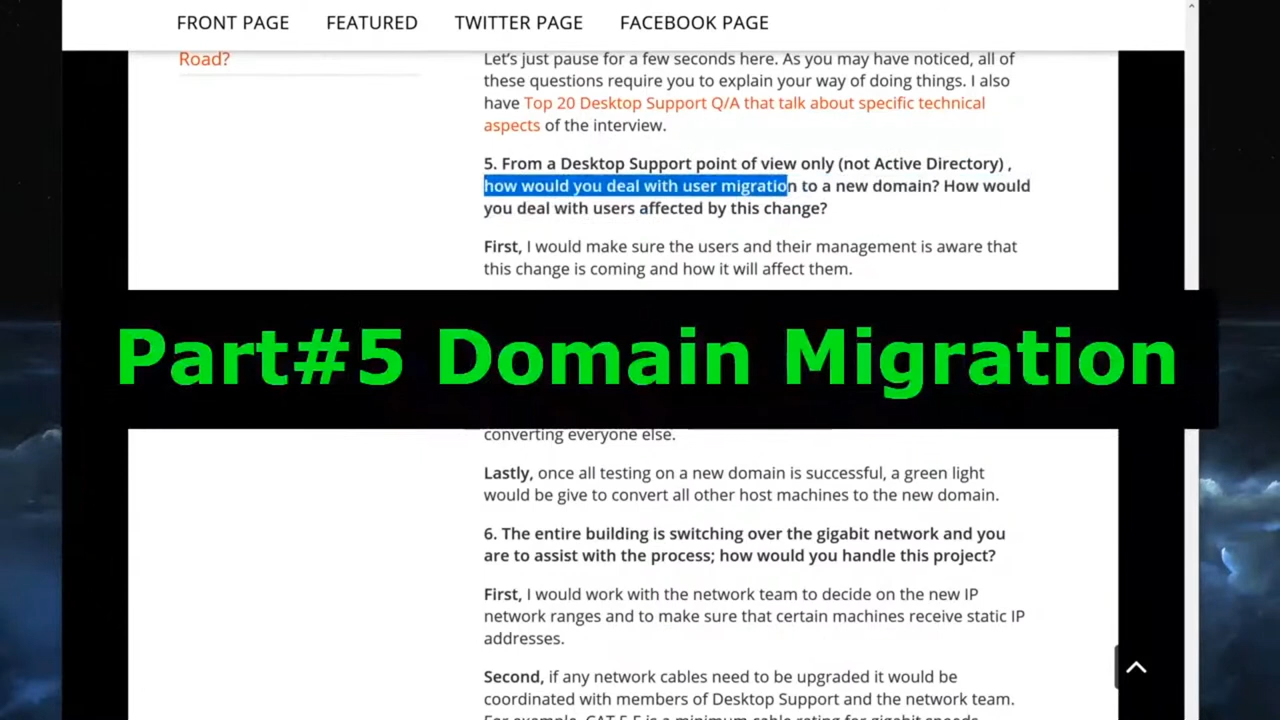 FRONT PAGE FEATURED TWITTER PAGE FACEBOOK PAGE
Road?
Let's just pause for a few seconds here. As you may have noticed, all of
these questions require you to explain your way of doing things. I also
have Top 20 Desktop Support Q/A that talk about specific technical
aspects of the interview.
5. From a Desktop Support point of view only (not Active Directory) ,
how would you deal with user migration to a new domain? How would
you deal with users affected by this change?
First, I would make sure the users and their management is aware that
this change is coming and how it will affect them.
Part#5 Domain Migration
converting everyone else.
Lastly, once all testing on a new domain is successful, a green light
would be give to convert all other host machines to the new domain.
6. The entire building is switching over the gigabit network and you
are to assist with the process; how would you handle this project?
First, I would work with the network team to decide on the new IP
network ranges and to make sure that certain machines receive static IP
addresses.
Second, if any network cables need to be upgraded it would be
coordinated with members of Desktop Support and the network team.